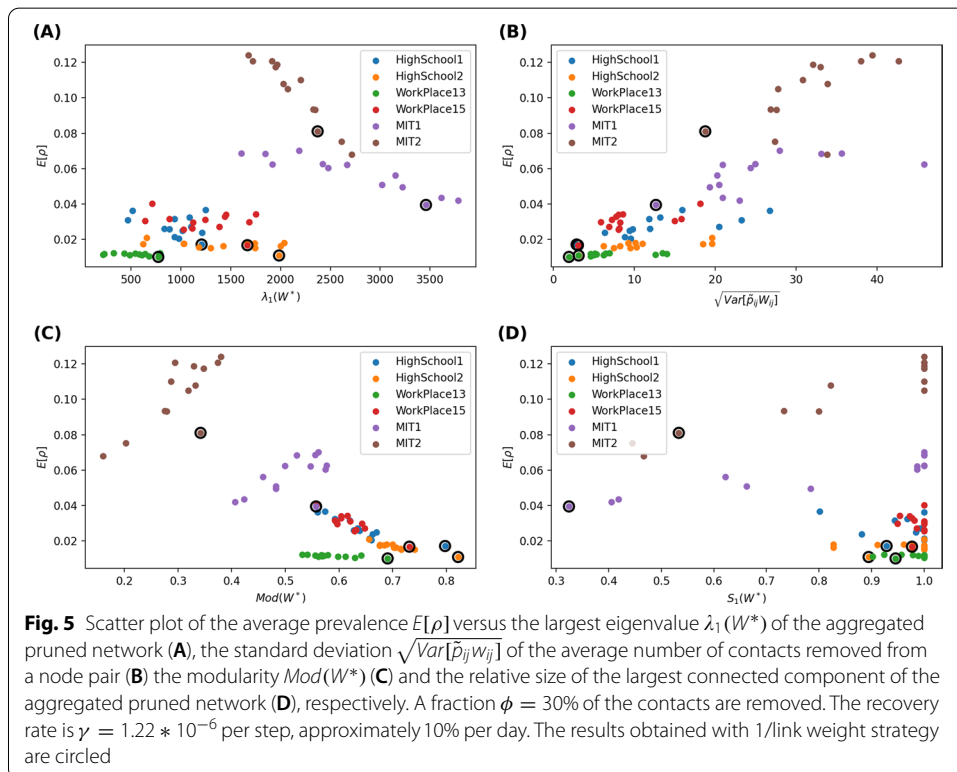 (A)
HighSchool1
HighSchool2
WorkPlace13
WorkPlace15
MIT1
MIT2
0.12
0.10
0.08
0.06
0.04
0.02
E[ρ]
500 1000 1500 2000 2500 3000 3500
λ₁(W*)
(B)
HighSchool1
HighSchool2
WorkPlace13
WorkPlace15
MIT1
MIT2
0.12
0.10
0.08
0.06
0.04
0.02
E[ρ]
0 10 20 30 40
√Var[p̃ᵢⱼWᵢⱼ]
(C)
HighSchool1
HighSchool2
WorkPlace13
WorkPlace15
MIT1
MIT2
0.12
0.10
0.08
0.06
0.04
0.02
E[ρ]
0.2 0.3 0.4 0.5 0.6 0.7 0.8
Mod(W*)
(D)
HighSchool1
HighSchool2
WorkPlace13
WorkPlace15
MIT1
MIT2
0.12
0.10
0.08
0.06
0.04
0.02
E[ρ]
0.3 0.4 0.5 0.6 0.7 0.8 0.9 1.0
S₁(W*)
Fig. 5 Scatter plot of the average prevalence E[ρ] versus the largest eigenvalue λ₁(W*) of the aggregated
pruned network (A), the standard deviation √Var[p̃ᵢⱼwᵢⱼ] of the average number of contacts removed from
a node pair (B) the modularity Mod(W*) (C) and the relative size of the largest connected component of the
aggregated pruned network (D), respectively. A fraction ϕ = 30% of the contacts are removed. The recovery
rate is γ = 1.22 ∗ 10⁻⁶ per step, approximately 10% per day. The results obtained with 1/link weight strategy
are circled